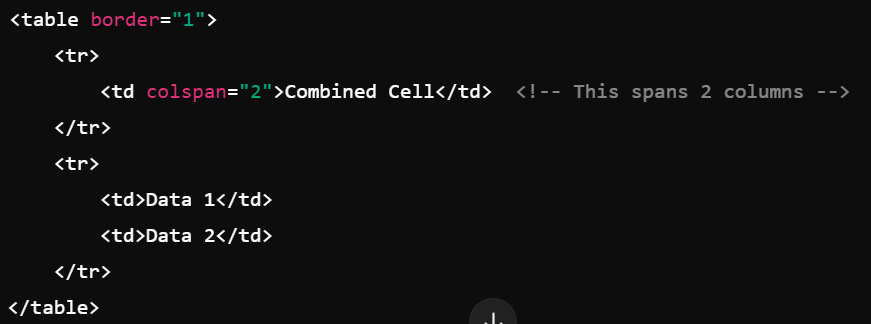 <table border="1">
<tr>
<td colspan="2">Combined Cell</td>  <!-- This spans 2 columns -->
</tr>
<tr>
<td>Data 1</td>
<td>Data 2</td>
</tr>
</table>